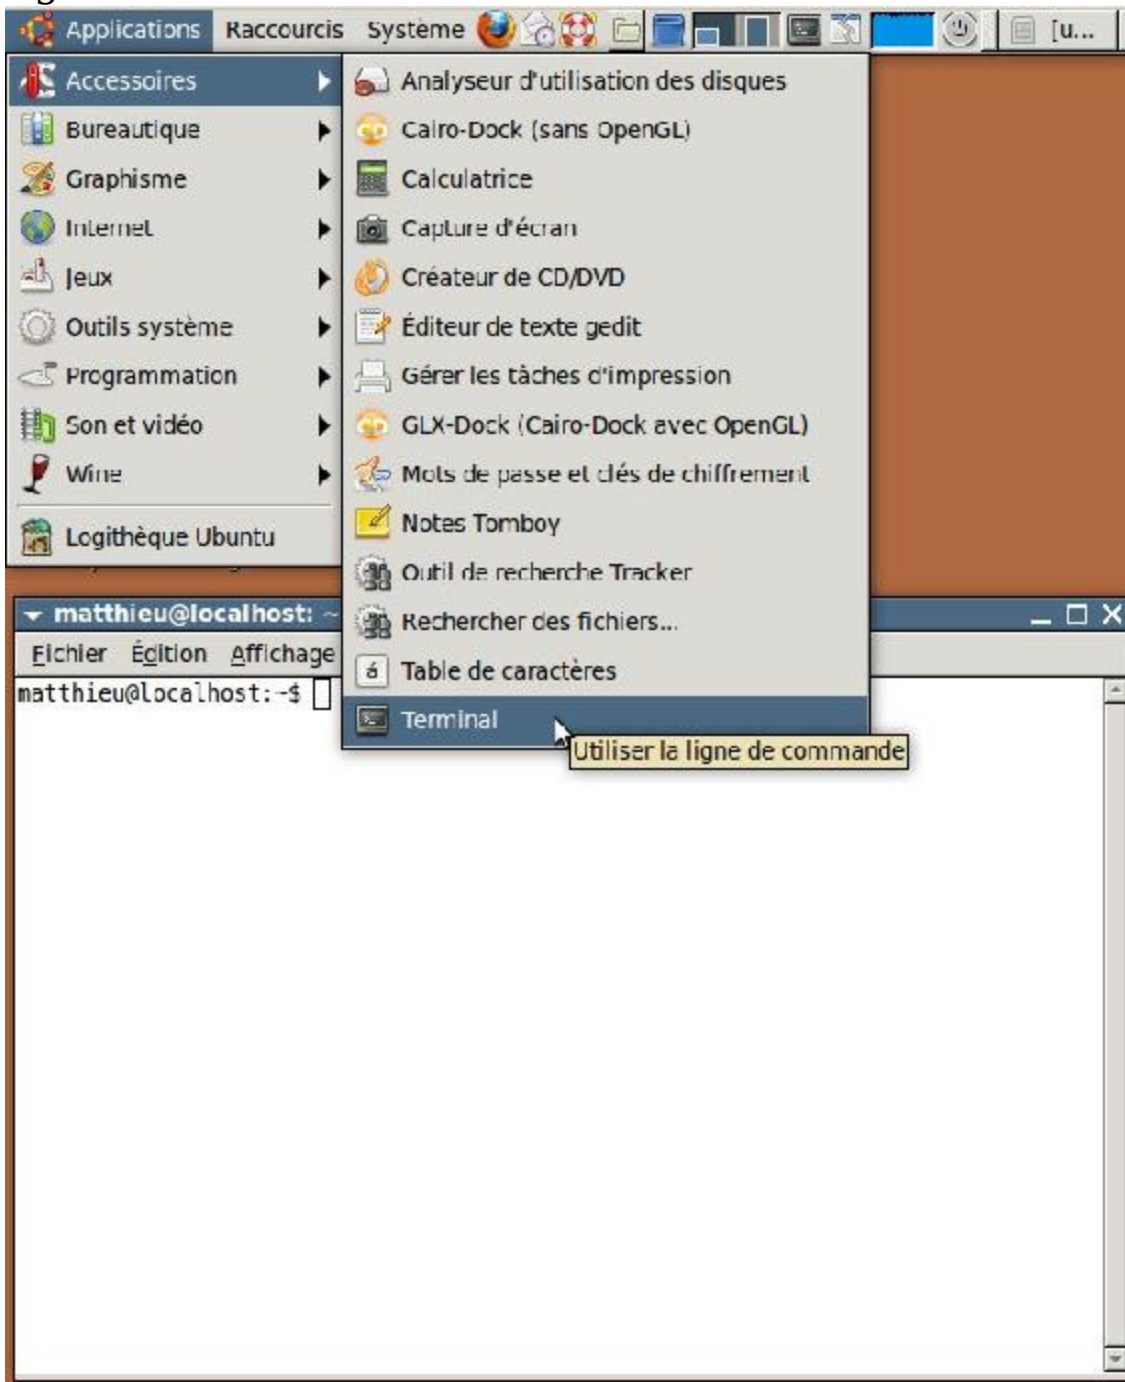 Applications Raccourcis Système [u...
Accessoires
Bureautique
Graphisme
Internet
Jeux
Outils système
Programmation
Son et vidéo
Wine
Logithèque Ubuntu
Analyseur d'utilisation des disques
Cairo-Dock (sans OpenGL)
Calculatrice
Capture d'écran
Créateur de CD/DVD
Éditeur de texte gedit
Gérer les tâches d'impression
GLX-Dock (Cairo-Dock avec OpenGL)
Mots de passe et clés de chiffrement
Notes Tomboy
Outil de recherche Tracker
Rechercher des fichiers...
Table de caractères
Terminal
Utiliser la ligne de commande
matthieu@localhost: ~
Fichier Édition Affichage
matthieu@localhost:~$